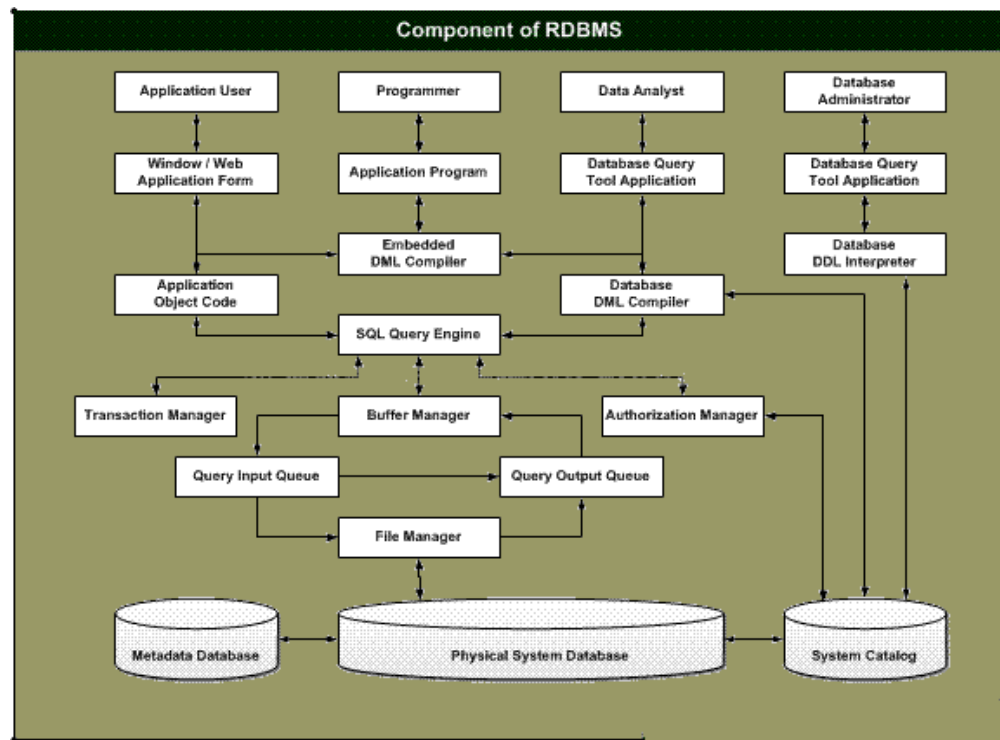 Component of RDBMS
Application User
Programmer
Data Analyst
Database
Administrator
Window / Web
Application Form
Application Program
Database Query
Tool Application
Database Query
Tool Application
Embedded
DML Compiler
Database
DDL Interpreter
Application
Object Code
Database
DML Compiler
SQL Query Engine
Transaction Manager
Buffer Manager
Authorization Manager
Query Input Queue
Query Output Queue
File Manager
Metadata Database
Physical System Database
System Catalog